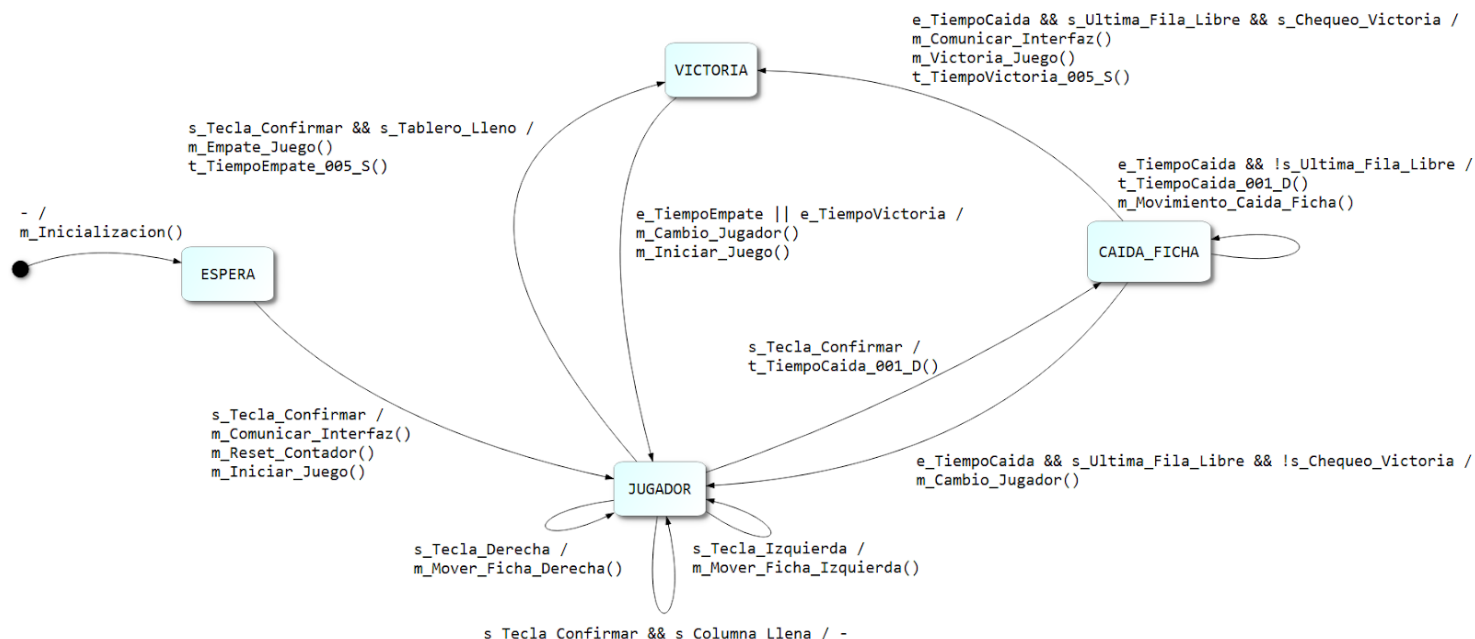 e_TiempoCaida && s_Ultima_Fila_Libre && s_Chequeo_Victoria /
m_Comunicar_Interfaz()
m_Victoria_Juego()
t_TiempoVictoria_005_S()
VICTORIA
s_Tecla_Confirmar && s_Tablero_Lleno /
m_Empate_Juego()
t_TiempoEmpate_005_S()
e_TiempoCaida && !s_Ultima_Fila_Libre /
t_TiempoCaida_001_D()
m_Movimiento_Caida_Ficha()
- /
m_Inicializacion()
e_TiempoEmpate || e_TiempoVictoria /
m_Cambio_Jugador()
m_Iniciar_Juego()
ESPERA
CAIDA_FICHA
s_Tecla_Confirmar /
t_TiempoCaida_001_D()
s_Tecla_Confirmar /
m_Comunicar_Interfaz()
m_Reset_Contador()
m_Iniciar_Juego()
e_TiempoCaida && s_Ultima_Fila_Libre && !s_Chequeo_Victoria /
m_Cambio_Jugador()
JUGADOR
s_Tecla_Derecha /
m_Mover_Ficha_Derecha()
s_Tecla_Izquierda /
m_Mover_Ficha_Izquierda()
s_Tecla_Confirmar && s_Columna_Llena / -